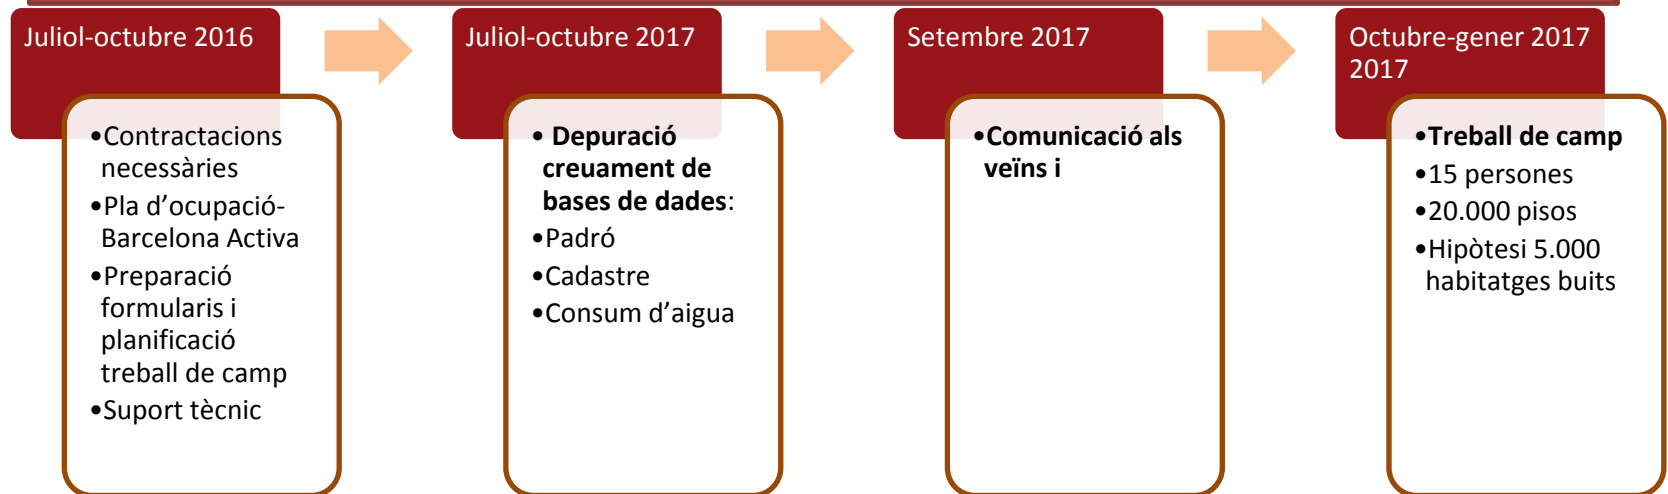 Juliol-octubre 2016
•Contractacions
necessàries
•Pla d’ocupació-
Barcelona Activa
•Preparació
formularis i
planificació
treball de camp
•Suport tècnic
Juliol-octubre 2017
• Depuració
creuament de
bases de dades:
•Padró
•Cadastre
•Consum d’aigua
Setembre 2017
•Comunicació als
veïns i
Octubre-gener 2017
2017
•Treball de camp
•15 persones
•20.000 pisos
•Hipòtesi 5.000
habitatges buits